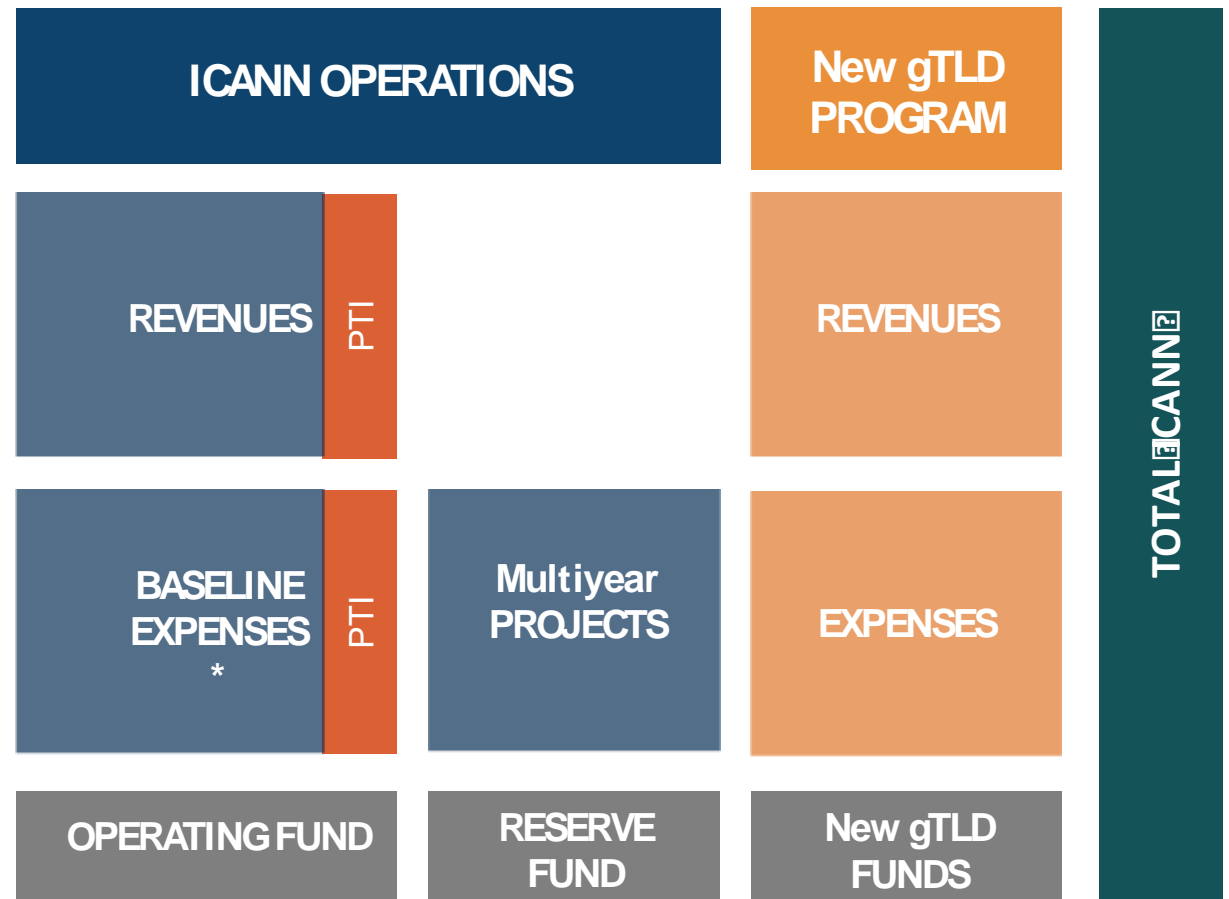 ICANN OPERATIONS
New gTLD
PROGRAM
REVENUES
PTI
REVENUES
BASELINE
EXPENSES
*
PTI
Multiyear
PROJECTS
EXPENSES
OPERATING FUND
RESERVE
FUND
New gTLD
FUNDS
TOTAL ICANN